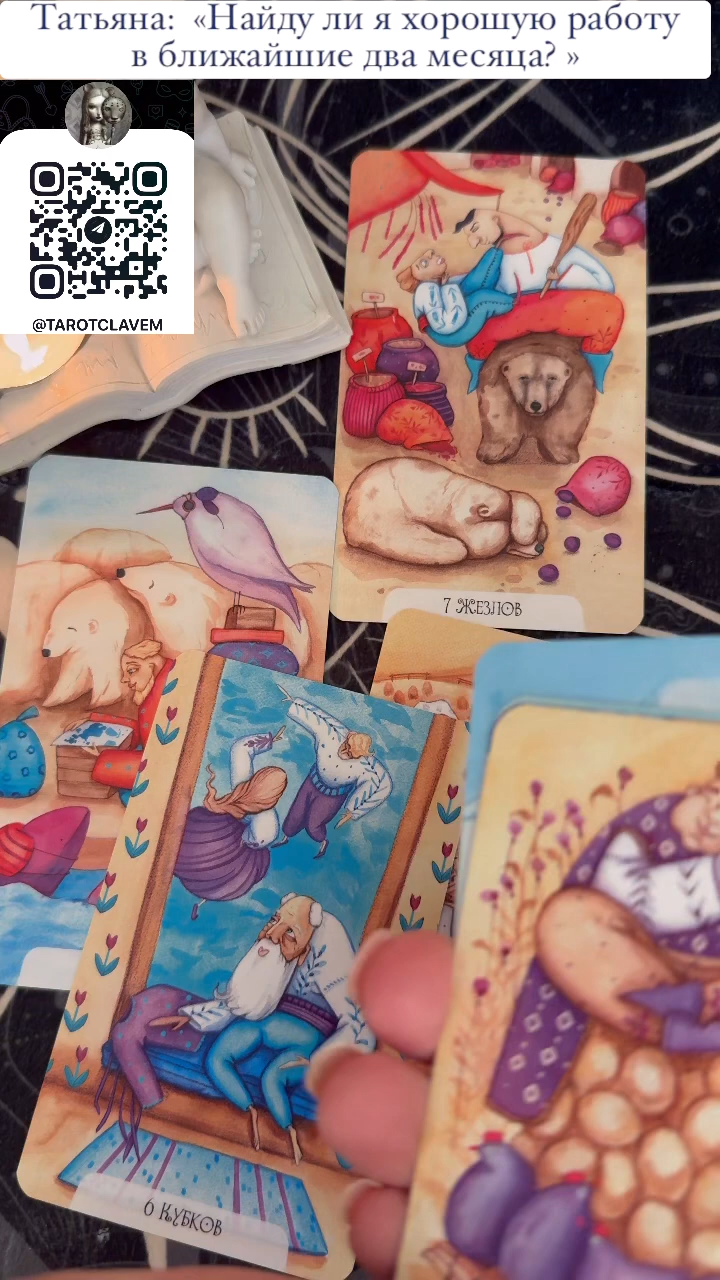 Татьяна: «Найду ли я хорошую работу
в ближайшие два месяца? »
@TAROTCLAVEM
7 ЖЕЗЛОВ
6 КУБКОВ